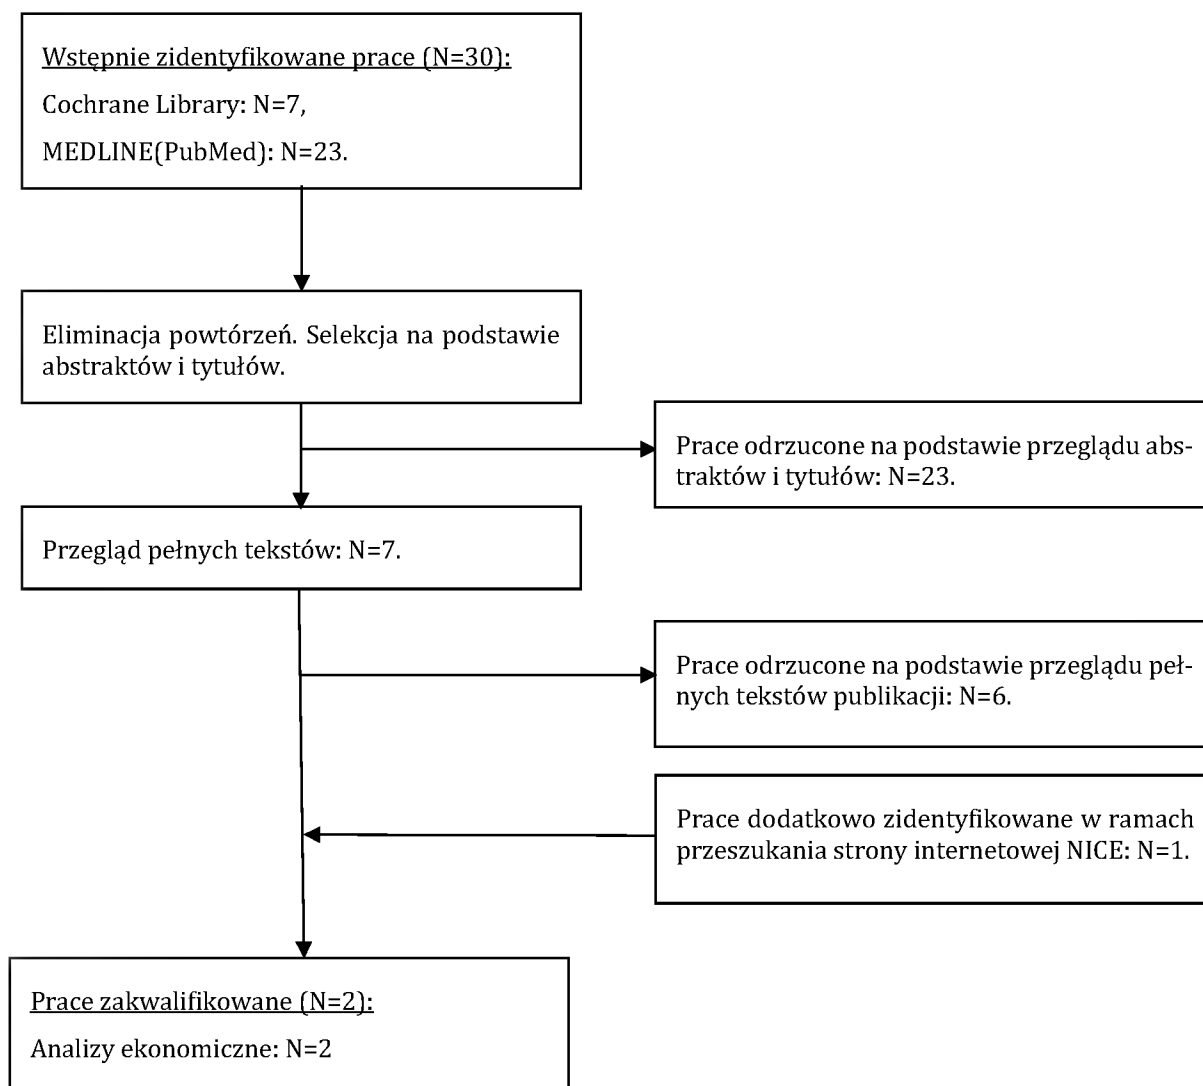 Wstępnie zidentyfikowane prace (N=30):
Cochrane Library: N=7,
MEDLINE(PubMed): N=23.
Eliminacja powtórzeń. Selekcja na podstawie
abstraktów i tytułów.
Prace odrzucone na podstawie przeglądu abs-
traktów i tytułów: N=23.
Przegląd pełnych tekstów: N=7.
Prace odrzucone na podstawie przeglądu peł-
nych tekstów publikacji: N=6.
Prace dodatkowo zidentyfikowane w ramach
przeszukania strony internetowej NICE: N=1.
Prace zakwalifikowane (N=2):
Analizy ekonomiczne: N=2